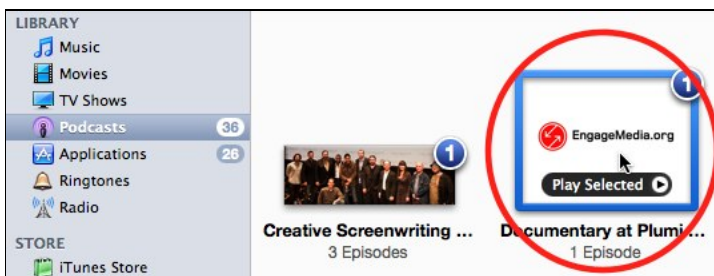 LIBRARY
Music
Movies
TV Shows
Podcasts 36
Applications 26
Ringtones
Radio
STORE
iTunes Store
1
Creative Screenwriting ...
3 Episodes
1
EngageMedia.org
Play Selected
Documentary at Plumi ...
1 Episode